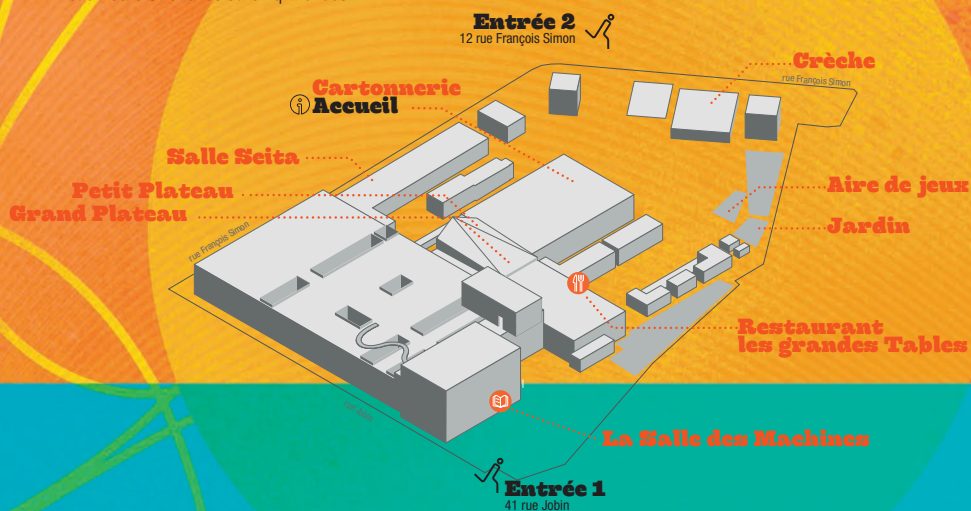 Entrée 2
12 rue François Simon
Crèche
rue François Simon
Cartonnerie
Accueil
Salle Seita
Petit Plateau
Grand Plateau
rue François Simon
Aire de jeux
Jardin
Restaurant
les grandes Tables
rue Jobin
La Salle des Machines
Entrée 1
41 rue Jobin